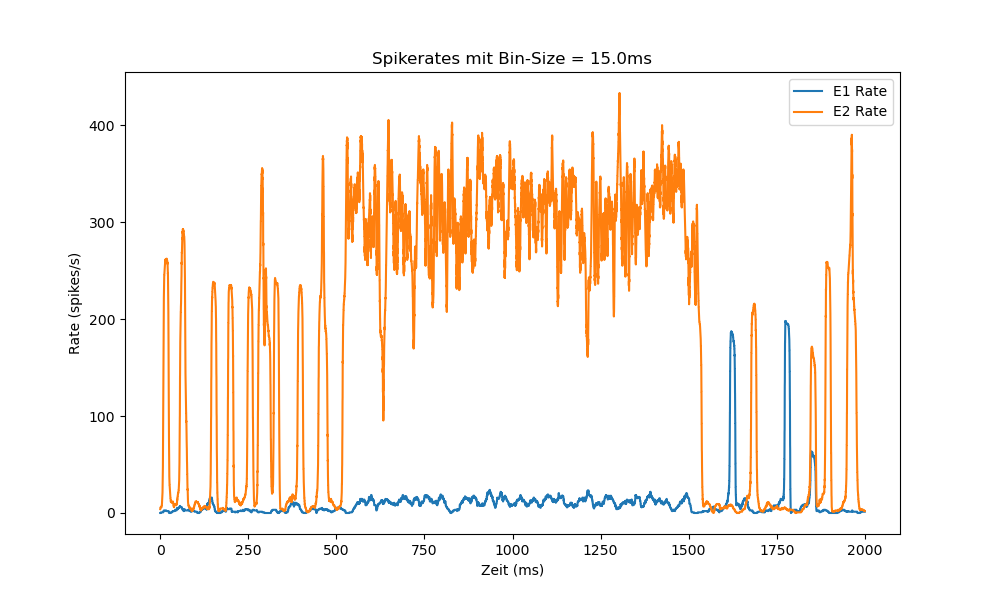 Spikerates mit Bin-Size = 15.0ms
E1 Rate
E2 Rate
Rate (spikes/s)
400
300
200
100
0
0 250 500 750 1000 1250 1500 1750 2000
Zeit (ms)